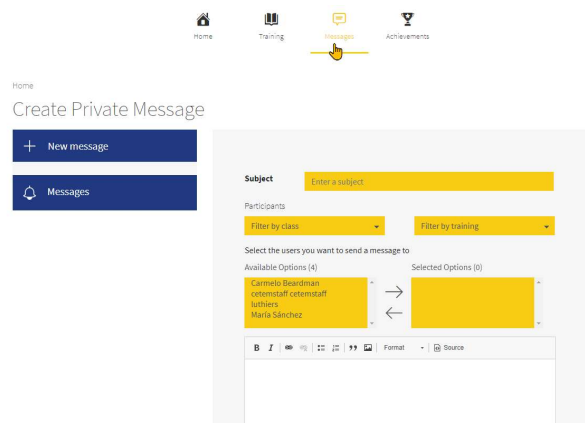 Home Training Messages Achievements
Home
Create Private Message
New message
Messages
Subject Enter a subject
Participants
Filter by class Filter by training
Select the users you want to send a message to
Available Options (4) Selected Options (0)
Carmelo Beardman
cetemstaff cetemstaff
luthiers
María Sánchez
B I Format Source